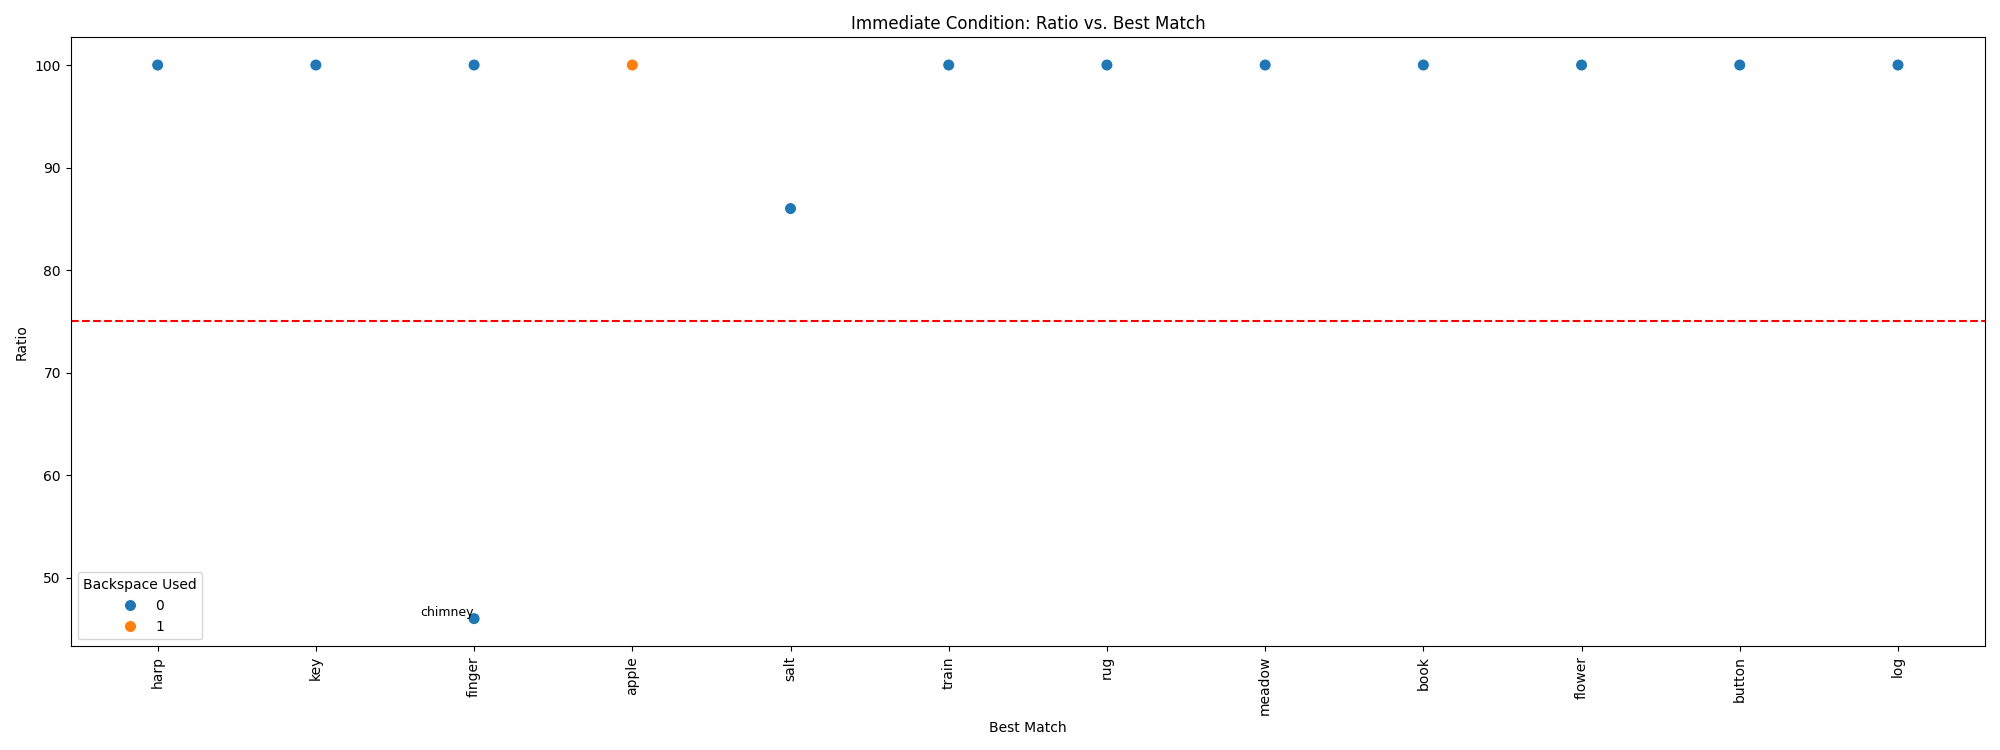 Immediate Condition: Ratio vs. Best Match
100
90
80
70
60
50
Ratio
chimney
Backspace Used
0
1
harp
key
finger
apple
salt
train
rug
meadow
book
flower
button
log
Best Match